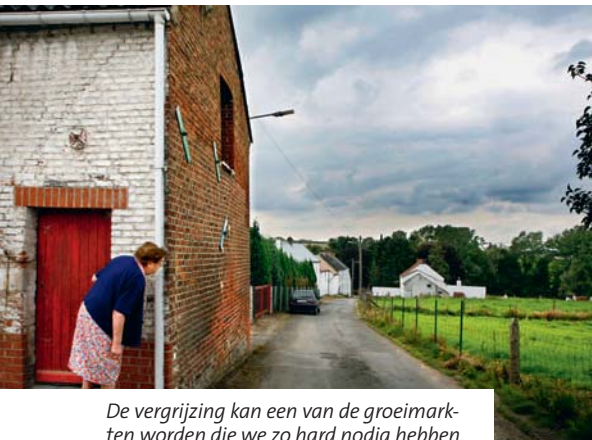 De vergrijzing kan een van de groeimark-
ten worden die we zo hard nodig hebben